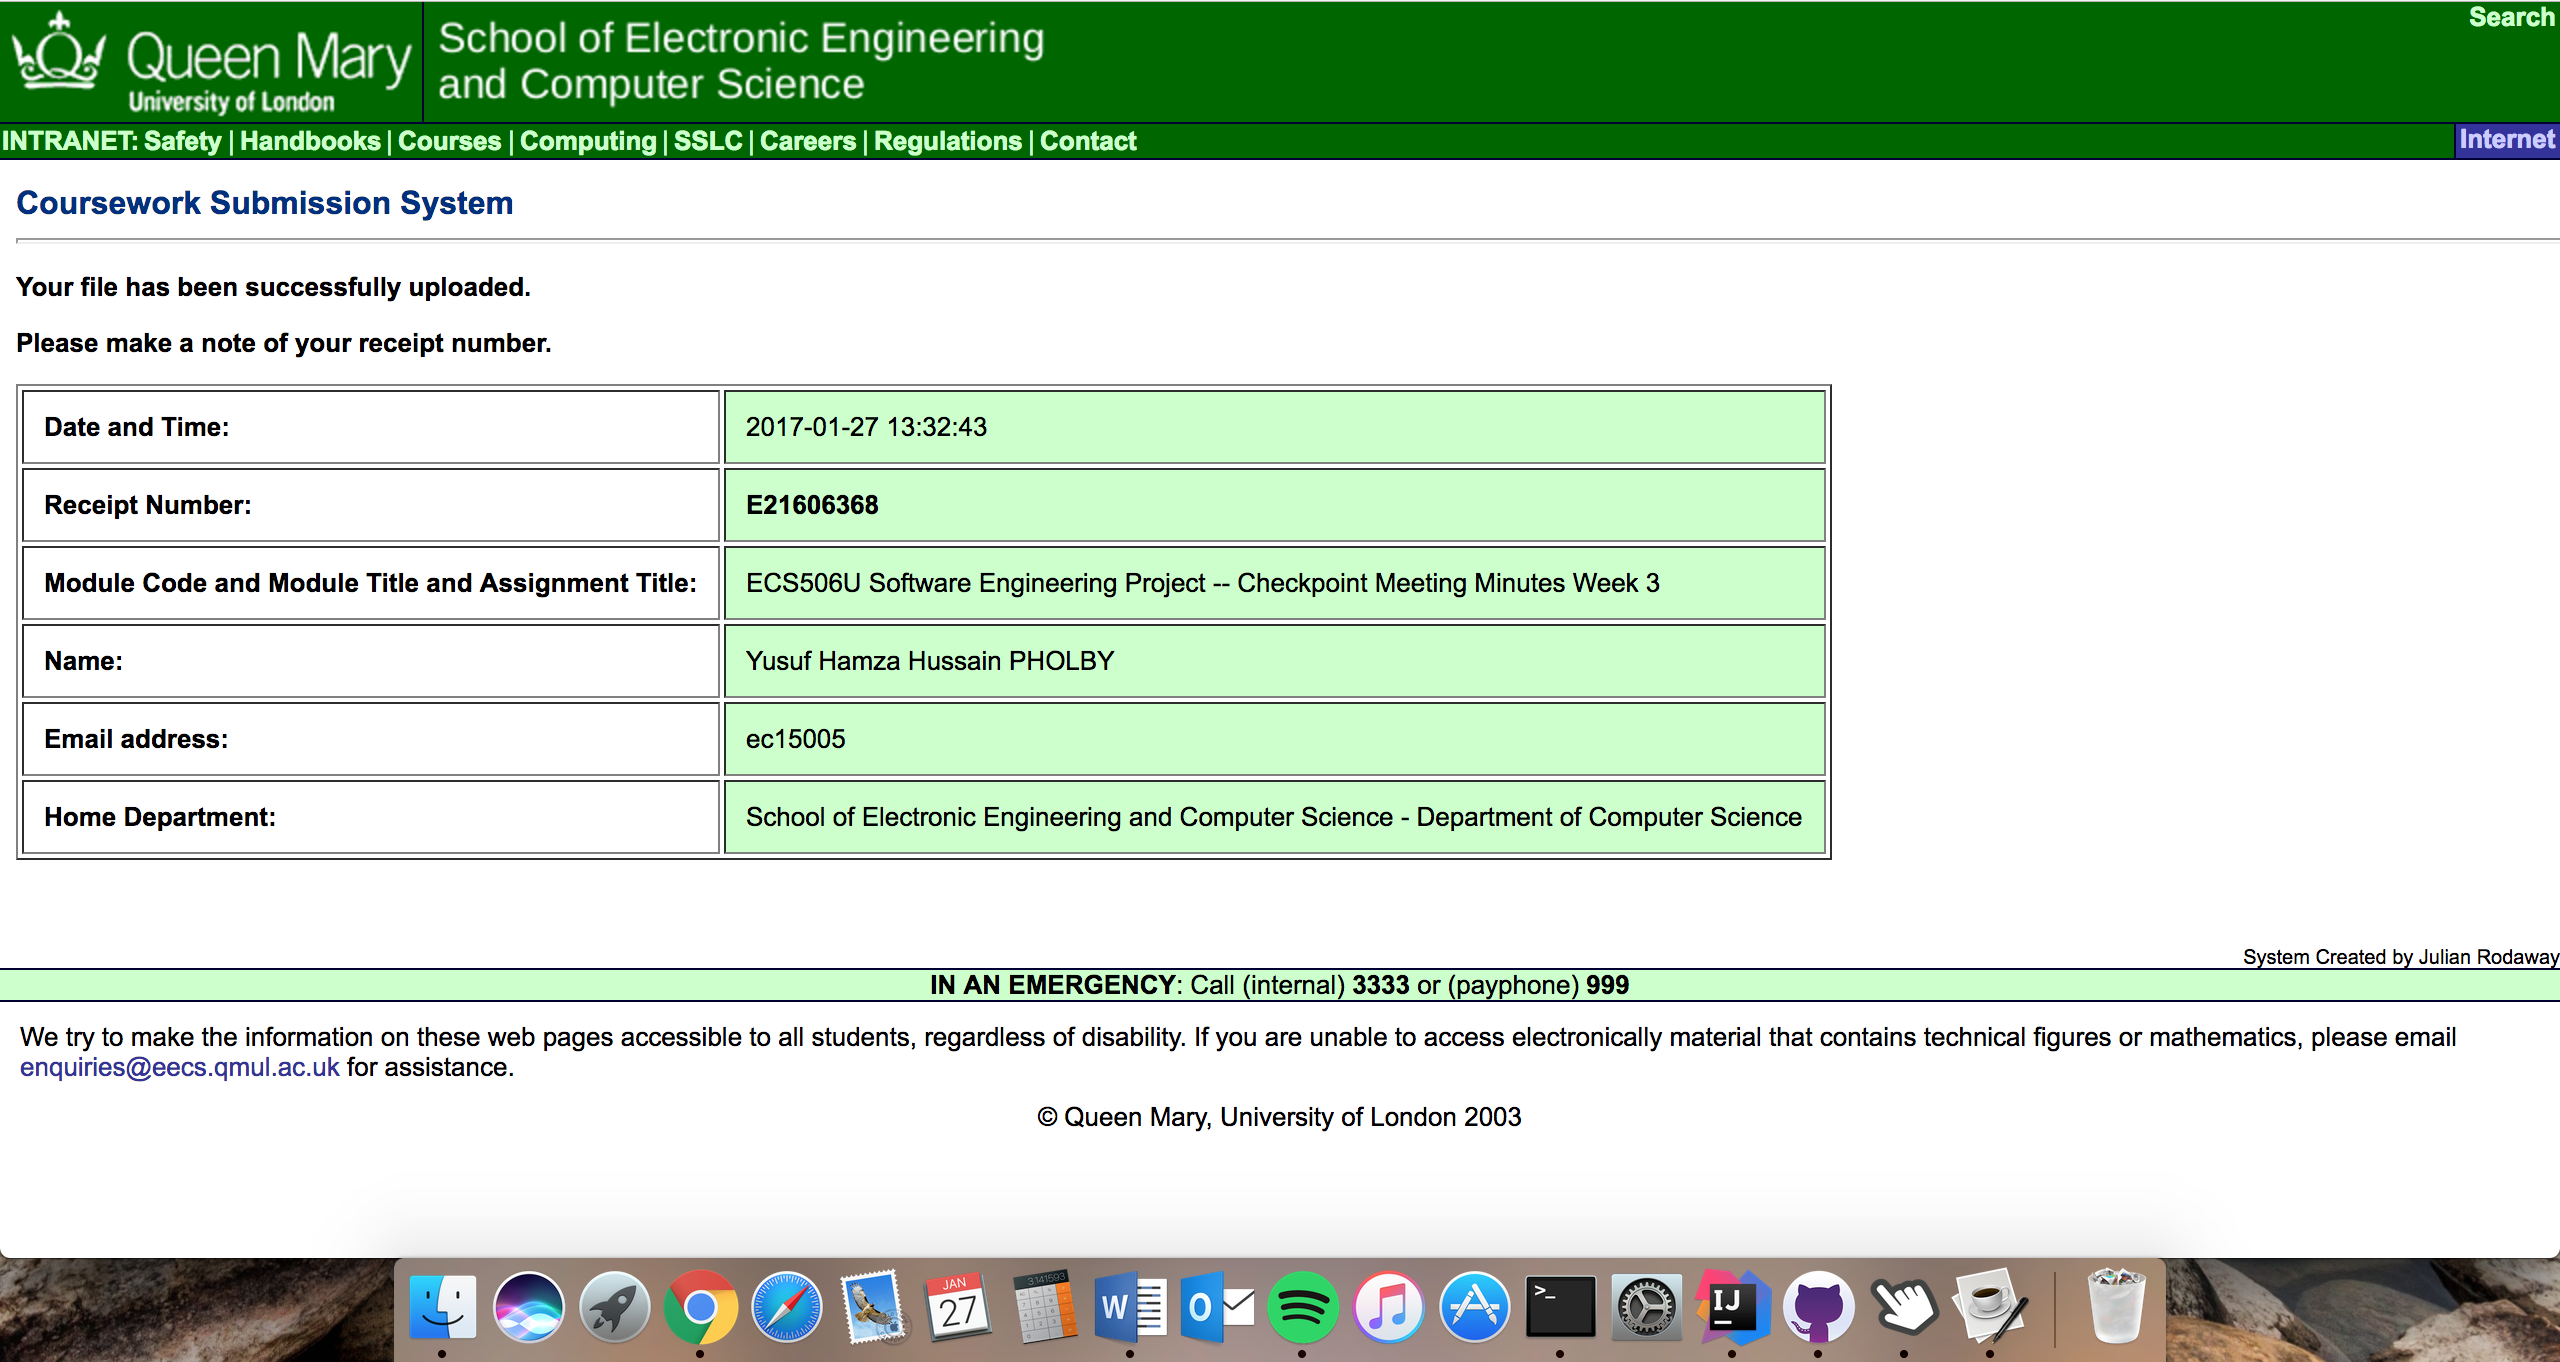 Queen Mary
University of London
School of Electronic Engineering
and Computer Science
Search
INTRANET: Safety | Handbooks | Courses | Computing | SSLC | Careers | Regulations | Contact
Internet
Coursework Submission System
Your file has been successfully uploaded.
Please make a note of your receipt number.
Date and Time: 2017-01-27 13:32:43
Receipt Number: E21606368
Module Code and Module Title and Assignment Title: ECS506U Software Engineering Project -- Checkpoint Meeting Minutes Week 3
Name: Yusuf Hamza Hussain PHOLBY
Email address: ec15005
Home Department: School of Electronic Engineering and Computer Science - Department of Computer Science
System Created by Julian Rodaway
IN AN EMERGENCY: Call (internal) 3333 or (payphone) 999
We try to make the information on these web pages accessible to all students, regardless of disability. If you are unable to access electronically material that contains technical figures or mathematics, please email
enquiries@eecs.qmul.ac.uk for assistance.
© Queen Mary, University of London 2003
JAN
27
3.141593
W
O
>_
IJ